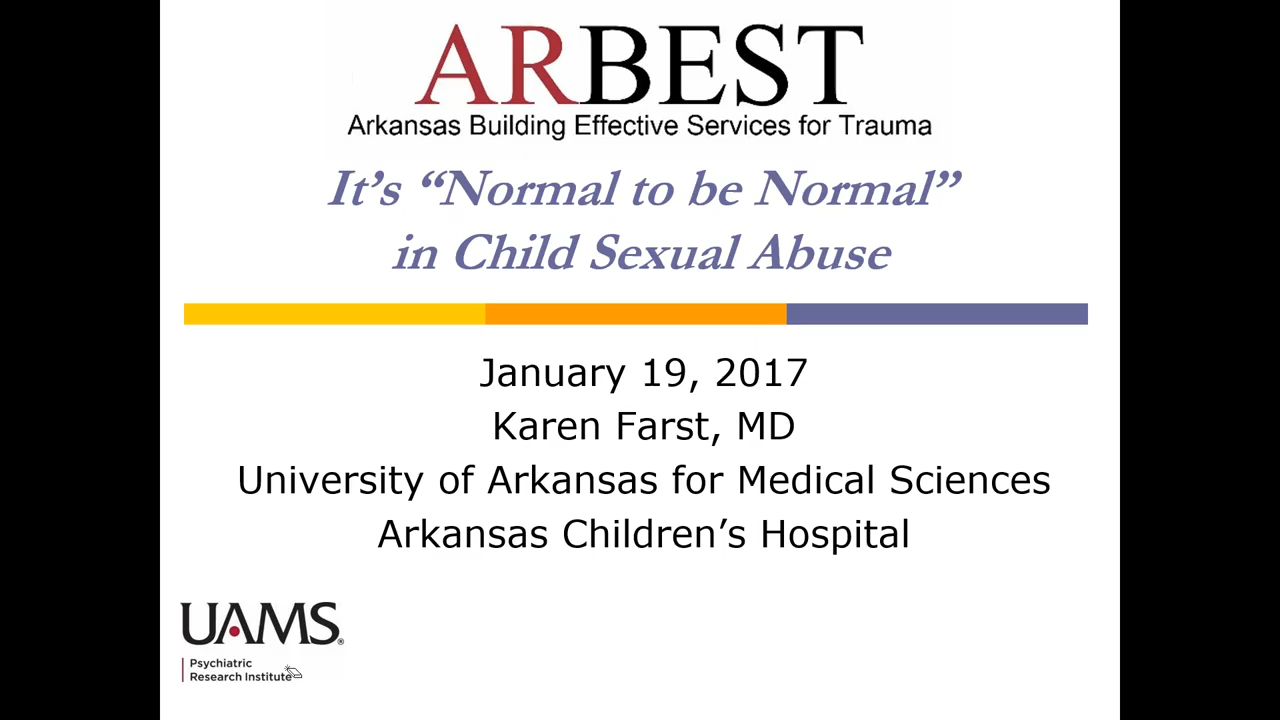 ARBEST
Arkansas Building Effective Services for Trauma
It’s “Normal to be Normal”
in Child Sexual Abuse
January 19, 2017
Karen Farst, MD
University of Arkansas for Medical Sciences
Arkansas Children’s Hospital
UAMS®
Psychiatric
Research Institute